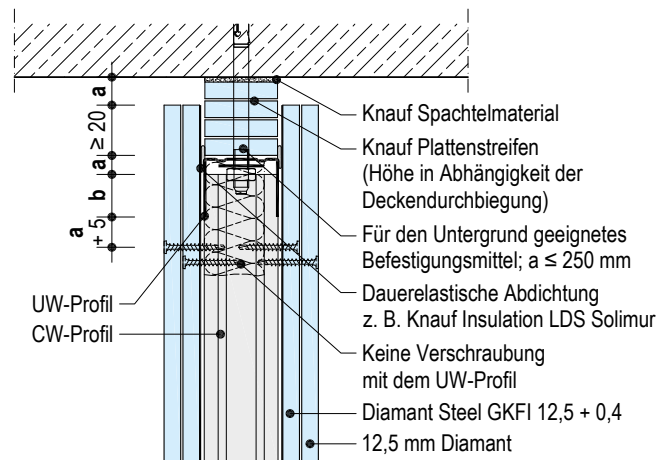 a
≥ 20
a
b
a
+ 5
UW-Profil
CW-Profil
Knauf Spachtelmaterial
Knauf Plattenstreifen
(Höhe in Abhängigkeit der
Deckendurchbiegung)
Für den Untergrund geeignetes
Befestigungsmittel; a ≤ 250 mm
Dauerelastische Abdichtung
z. B. Knauf Insulation LDS Solimur
Keine Verschraubung
mit dem UW-Profil
Diamant Steel GKFI 12,5 + 0,4
12,5 mm Diamant